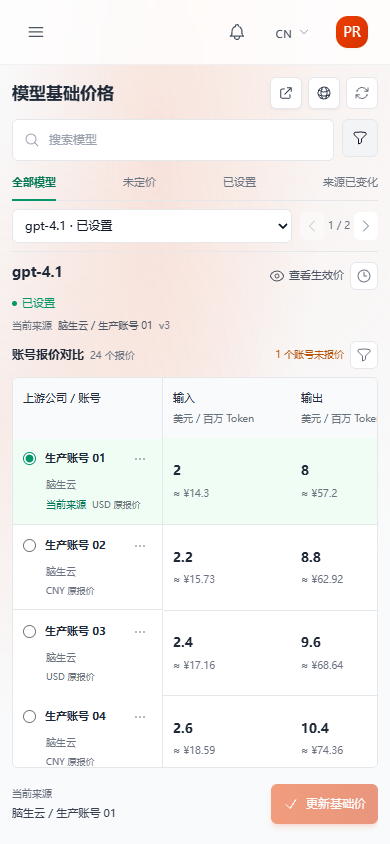 CN
PR
模型基础价格
搜索模型
全部模型 未定价 已设置 来源已变化
gpt-4.1 · 已设置 1 / 2
gpt-4.1 查看生效价
已设置
当前来源 脑生云 / 生产账号 01 v3
账号报价对比 24 个报价 1 个账号未报价
上游公司 / 账号 输入 输出
美元 / 百万 Token 美元 / 百万 Toke
生产账号 01 ···
脑生云
当前来源 USD 原报价
2 8
≈ ¥14.3 ≈ ¥57.2
生产账号 02 ···
脑生云
CNY 原报价
2.2 8.8
≈ ¥15.73 ≈ ¥62.92
生产账号 03 ···
脑生云
USD 原报价
2.4 9.6
≈ ¥17.16 ≈ ¥68.64
生产账号 04 ···
脑生云
CNY 原报价
2.6 10.4
≈ ¥18.59 ≈ ¥74.36
当前来源
脑生云 / 生产账号 01
更新基础价